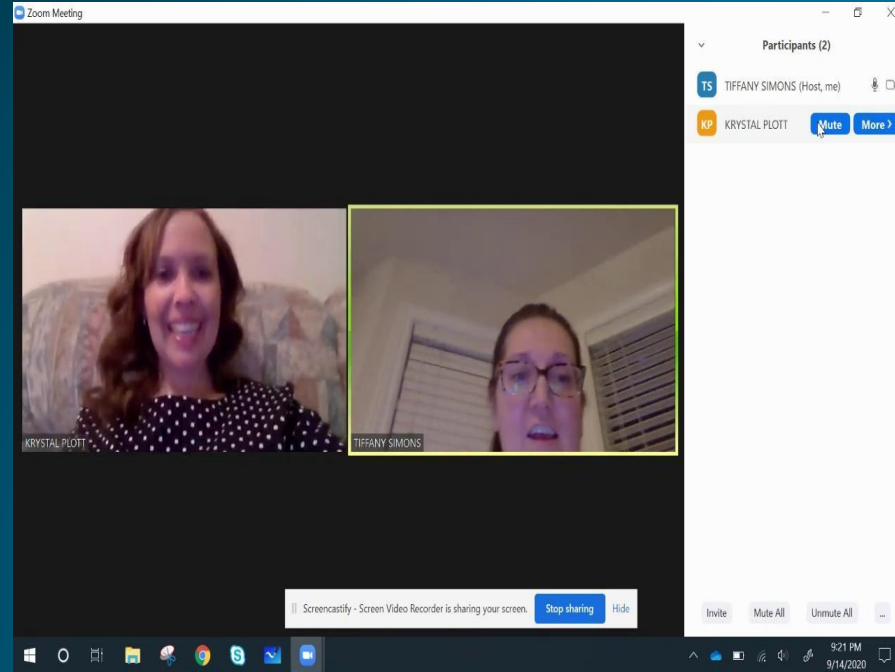 Zoom Meeting
Participants (2)
TS TIFFANY SIMONS (Host, me)
KP KRYSTAL PLOTT Mute More >
KRYSTAL PLOTT
TIFFANY SIMONS
Screencastify - Screen Video Recorder is sharing your screen. Stop sharing Hide
Invite Mute All Unmute All ...
9:21 PM
9/14/2020